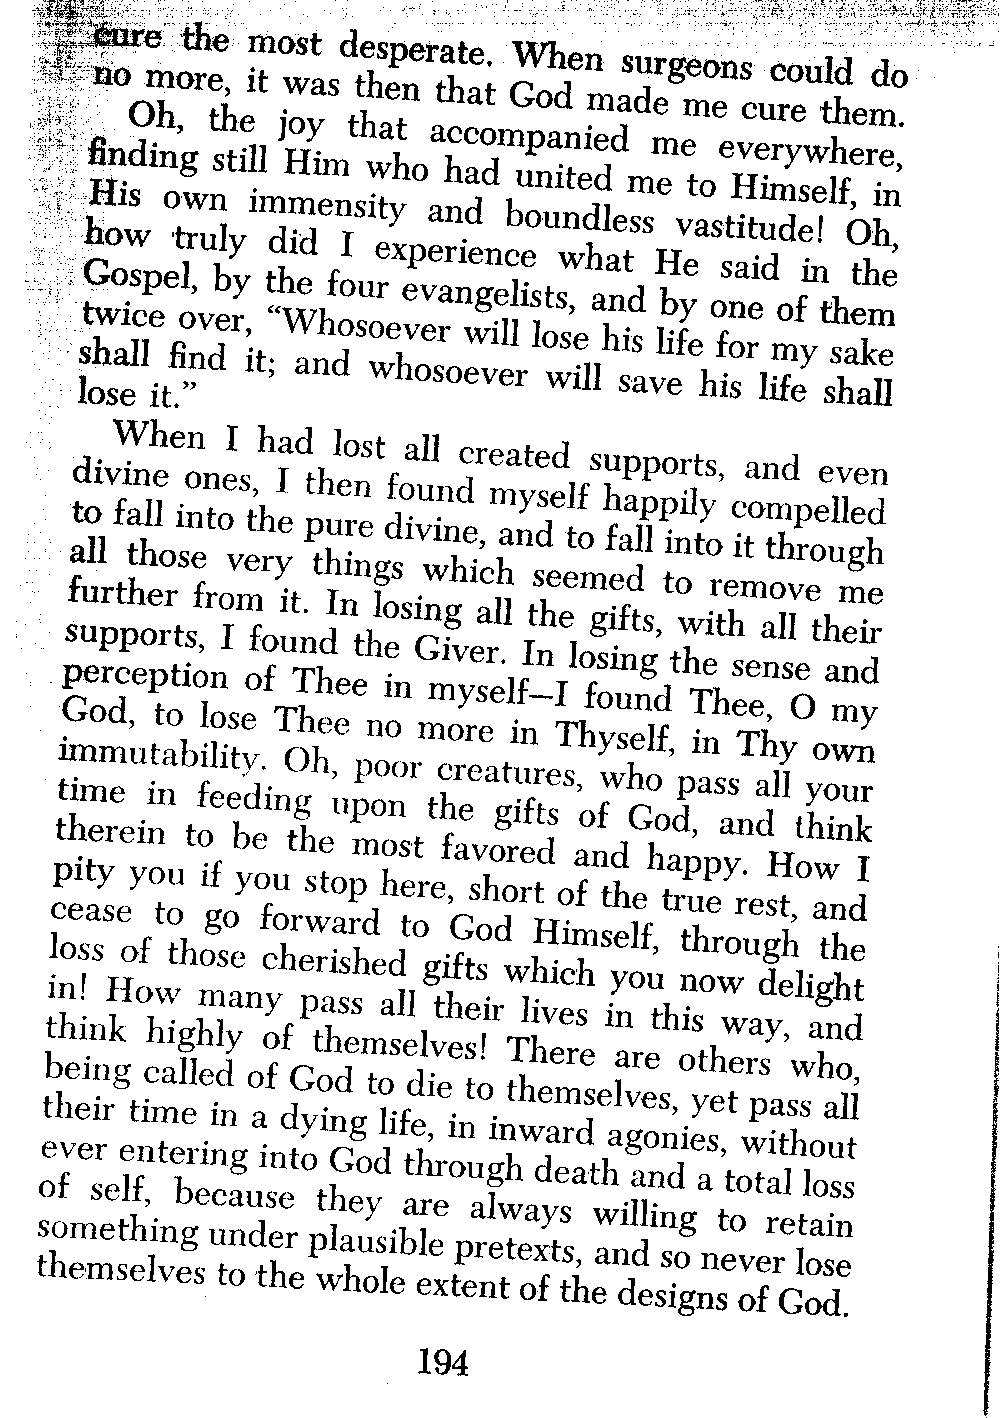 cure the most desperate. When surgeons could do
no more, it was then that God made me cure them.
Oh, the joy that accompanied me everywhere,
finding still Him who had united me to Himself, in
His own immensity and boundless vastitude! Oh,
how truly did I experience what He said in the
Gospel, by the four evangelists, and by one of them
twice over, “Whosoever will lose his life for my sake
shall find it; and whosoever will save his life shall
lose it.”
When I had lost all created supports, and even
divine ones, I then found myself happily compelled
to fall into the pure divine, and to fall into it through
all those very things which seemed to remove me
further from it. In losing all the gifts, with all their
supports, I found the Giver. In losing the sense and
perception of Thee in myself—I found Thee, O my
God, to lose Thee no more in Thyself, in Thy own
immutability. Oh, poor creatures, who pass all your
time in feeding upon the gifts of God, and think
therein to be the most favored and happy. How I
pity you if you stop here, short of the true rest, and
cease to go forward to God Himself, through the
loss of those cherished gifts which you now delight
in! How many pass all their lives in this way, and
think highly of themselves! There are others who,
being called of God to die to themselves, yet pass all
their time in a dying life, in inward agonies, without
ever entering into God through death and a total loss
of self, because they are always willing to retain
something under plausible pretexts, and so never lose
themselves to the whole extent of the designs of God.
194